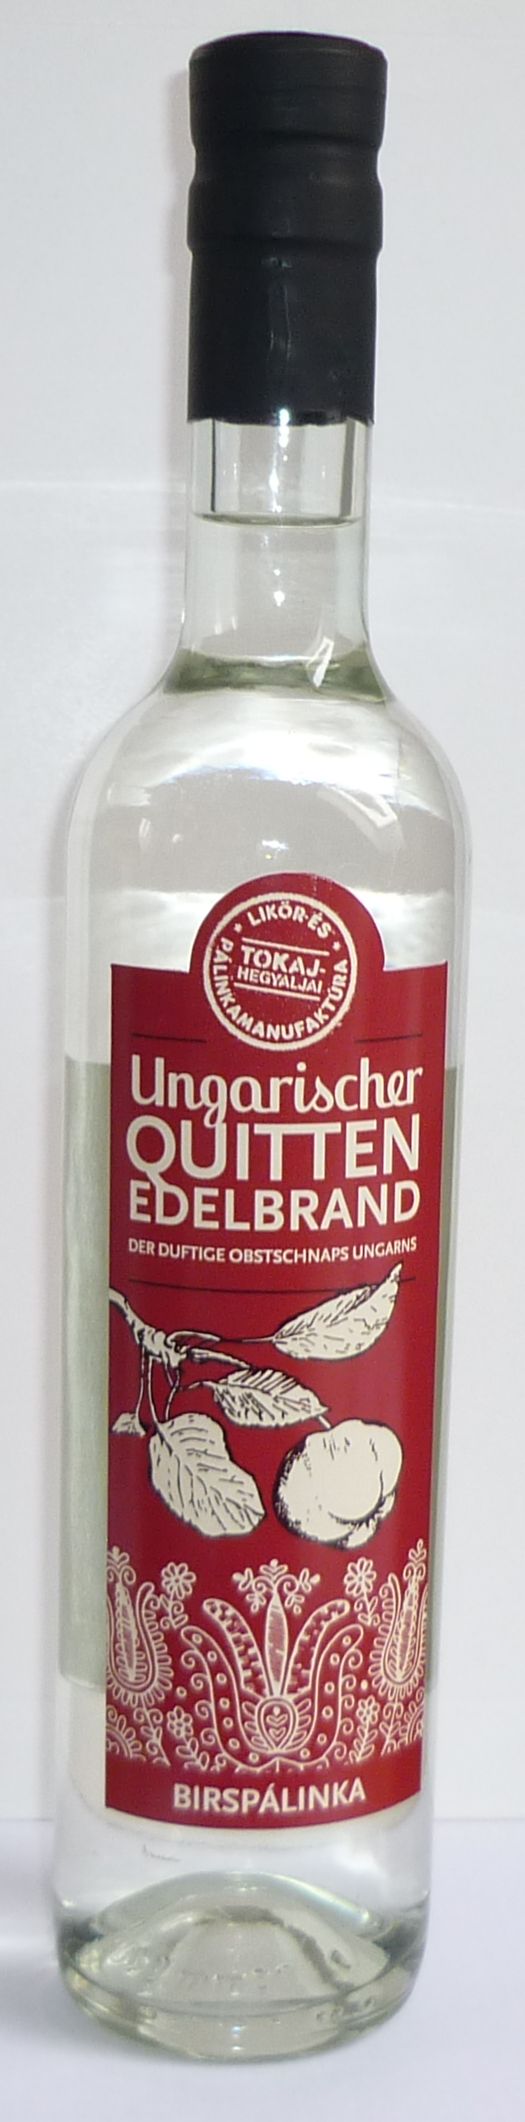 LIKŐR-ÉS
PÁLINKAMANUFAKTÚRA
TOKAJ-
HEGYALJAI
Ungarischer
QUITTEN
EDELBRAND
DER DUFTIGE OBSTSCHNAPS UNGARNS
BIRSPÁLINKA